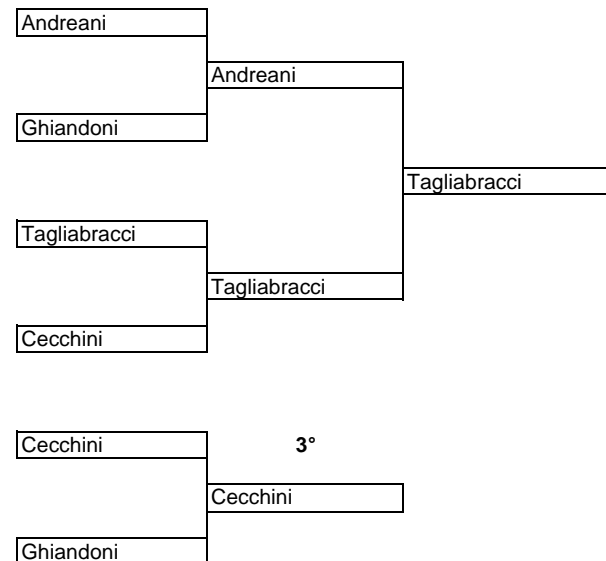 Andreani
Andreani
Ghiandoni
Tagliabracci
Tagliabracci
Tagliabracci
Cecchini
Cecchini 3°
Cecchini
Ghiandoni